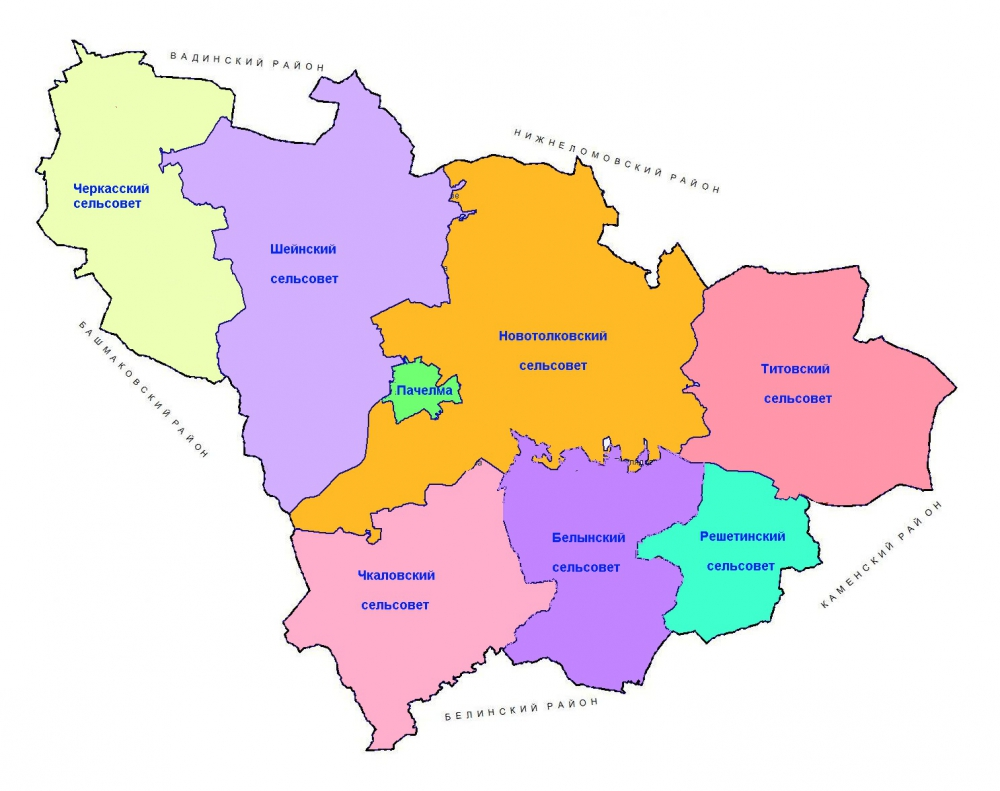 ВАДИНСКИЙ РАЙОН
НИЖНЕЛОМОВСКИЙ РАЙОН
Черкасский
сельсовет
Шейнский
сельсовет
Новотолковский
сельсовет
Титовский
сельсовет
Пачелма
БАШМАКОВСКИЙ РАЙОН
Белынский
сельсовет
Решетинский
сельсовет
Чкаловский
сельсовет
КАМЕНСКИЙ РАЙОН
БЕЛИНСКИЙ РАЙОН